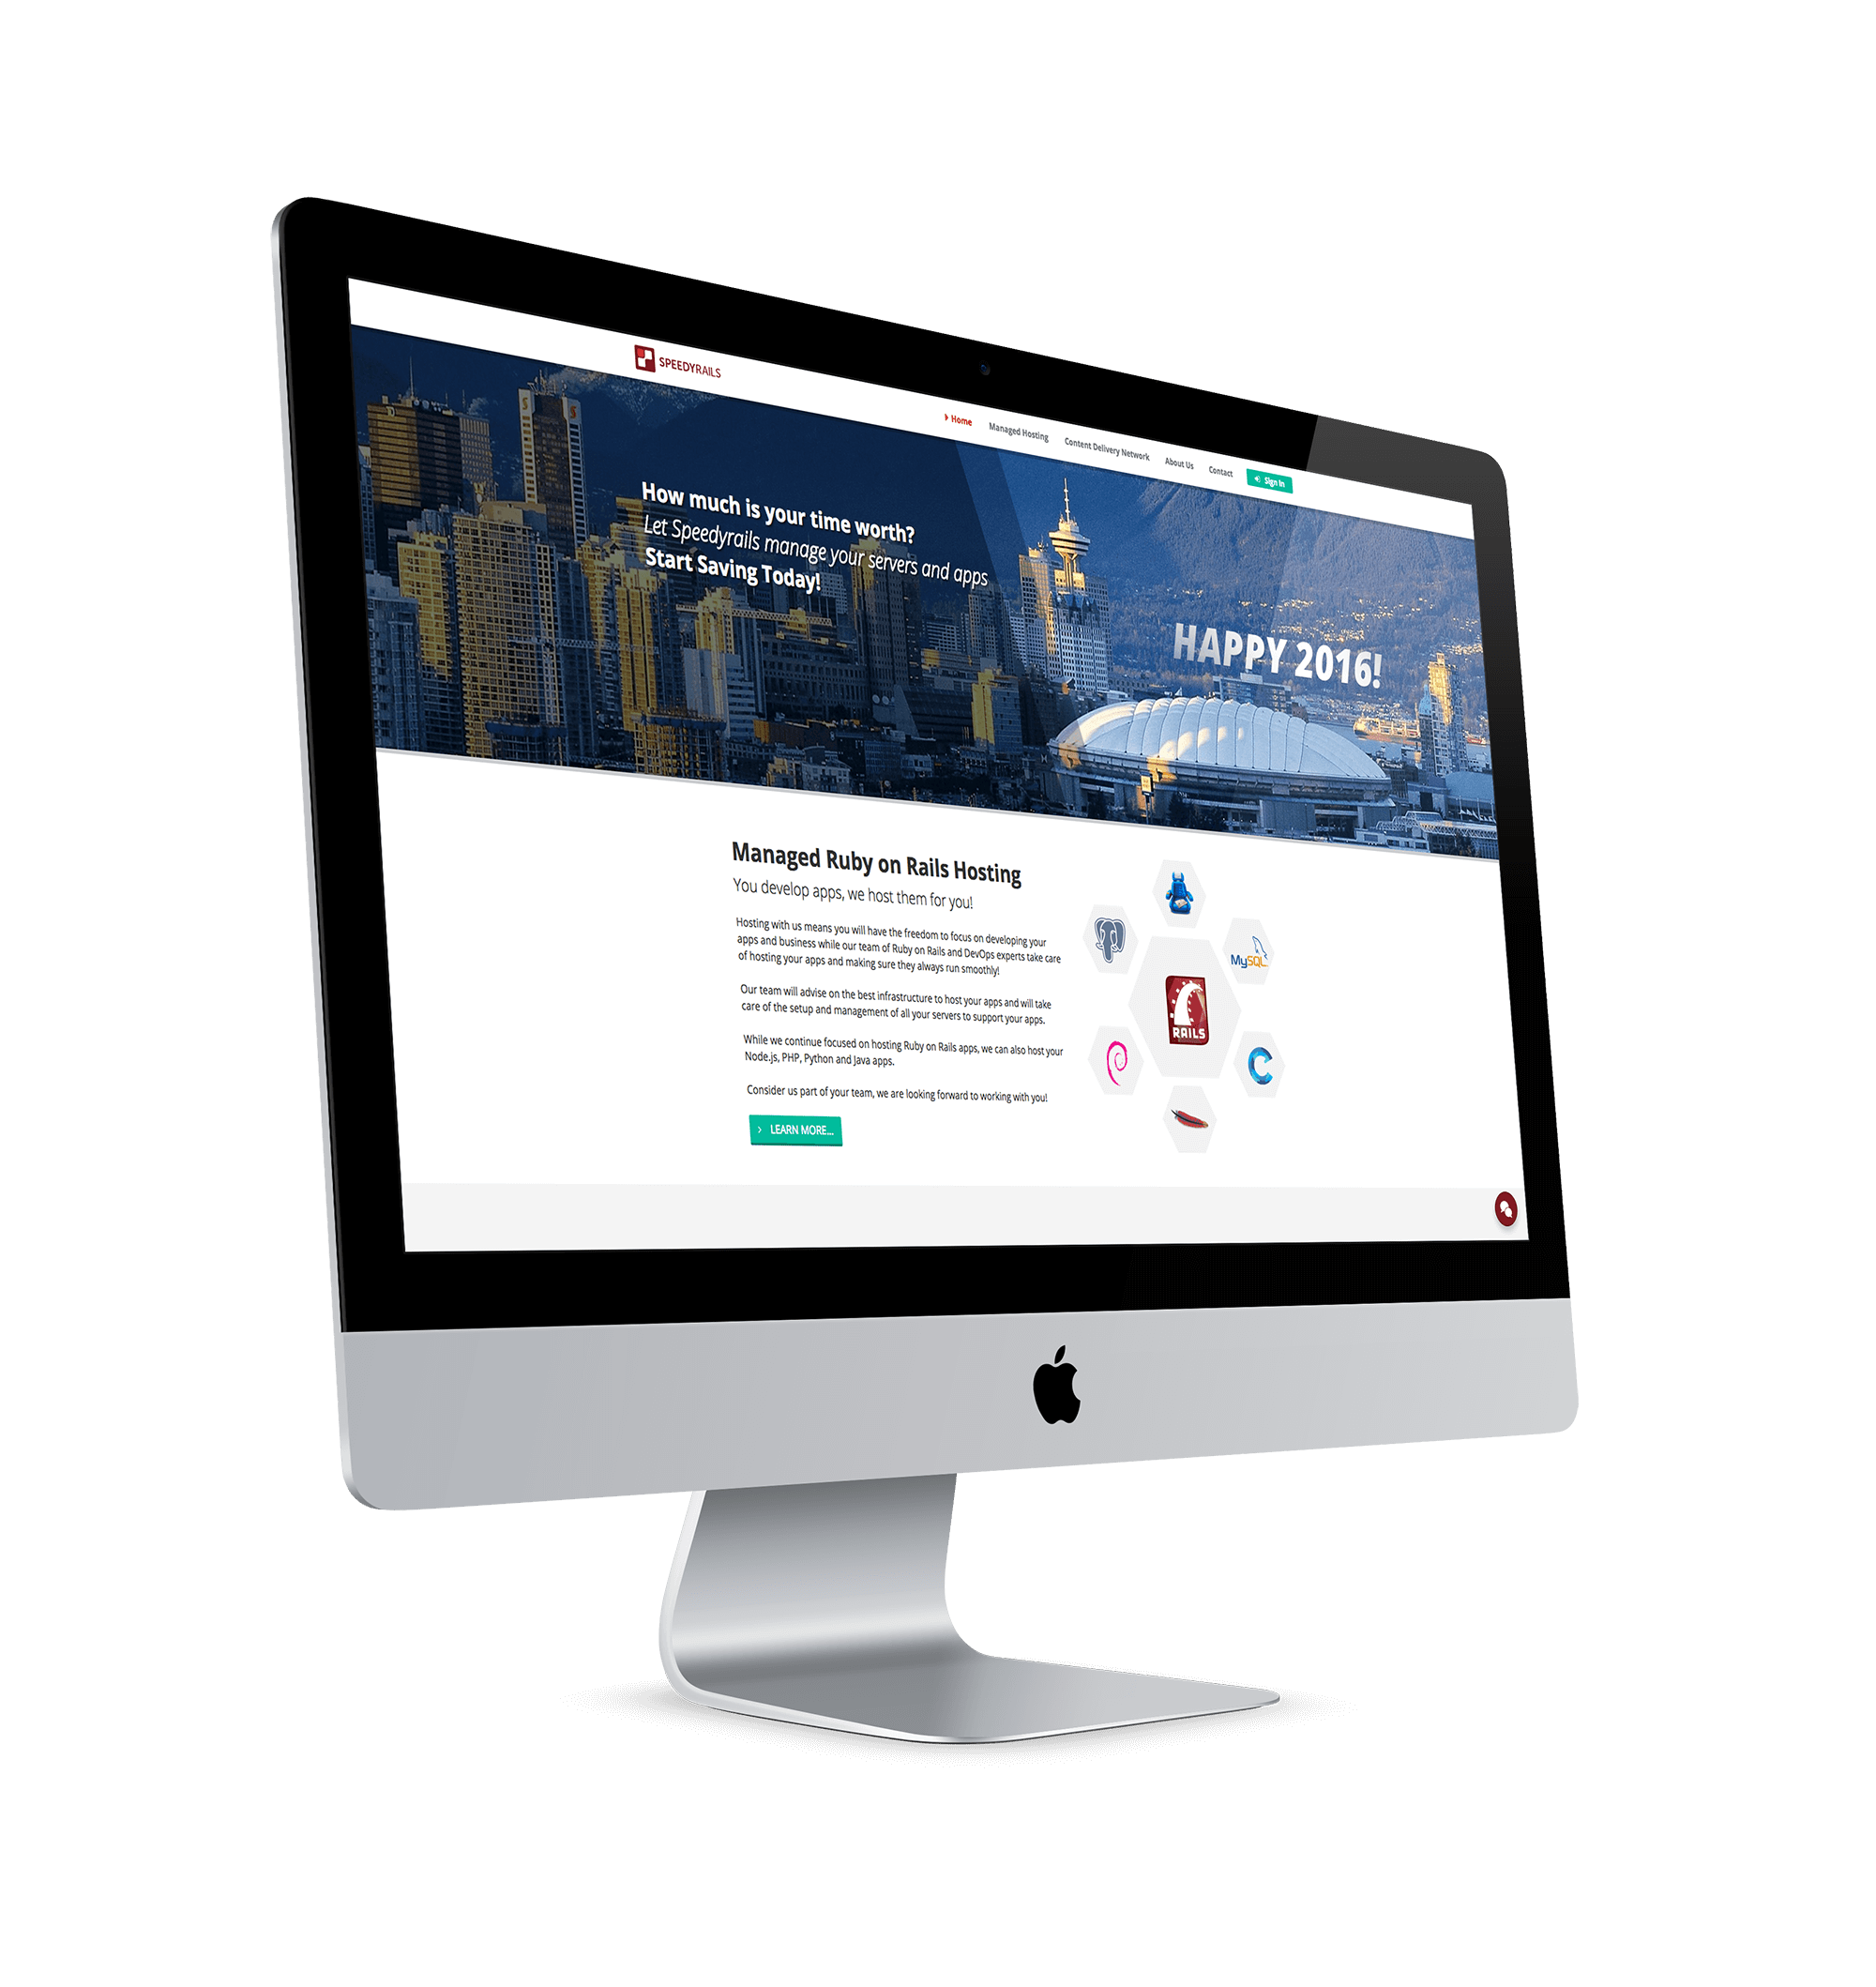 SPEEDYRAILS
Home
Managed Hosting
Content Delivery Network
About Us
Contact
Sign In
How much is your time worth?
Let Speedyrails manage your servers and apps
Start Saving Today!
HAPPY 2016!
Managed Ruby on Rails Hosting
You develop apps, we host them for you!
Hosting with us means you will have the freedom to focus on developing your
apps and business while our team of Ruby on Rails and DevOps experts take care
of hosting your apps and making sure they always run smoothly!
Our team will advise on the best infrastructure to host your apps and will take
care of the setup and management of all your servers to support your apps.
While we continue focused on hosting Ruby on Rails apps, we can also host your
Node.js, PHP, Python and Java apps.
Consider us part of your team, we are looking forward to working with you!
LEARN MORE...
MySQL
RAILS